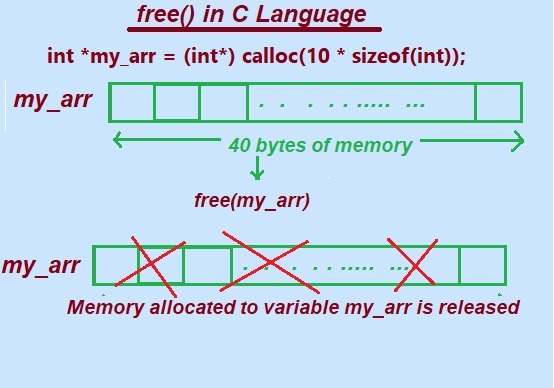 free() in C Language
int *my_arr = (int*) calloc(10 * sizeof(int));
my_arr
40 bytes of memory
free(my_arr)
my_arr
Memory allocated to variable my_arr is released